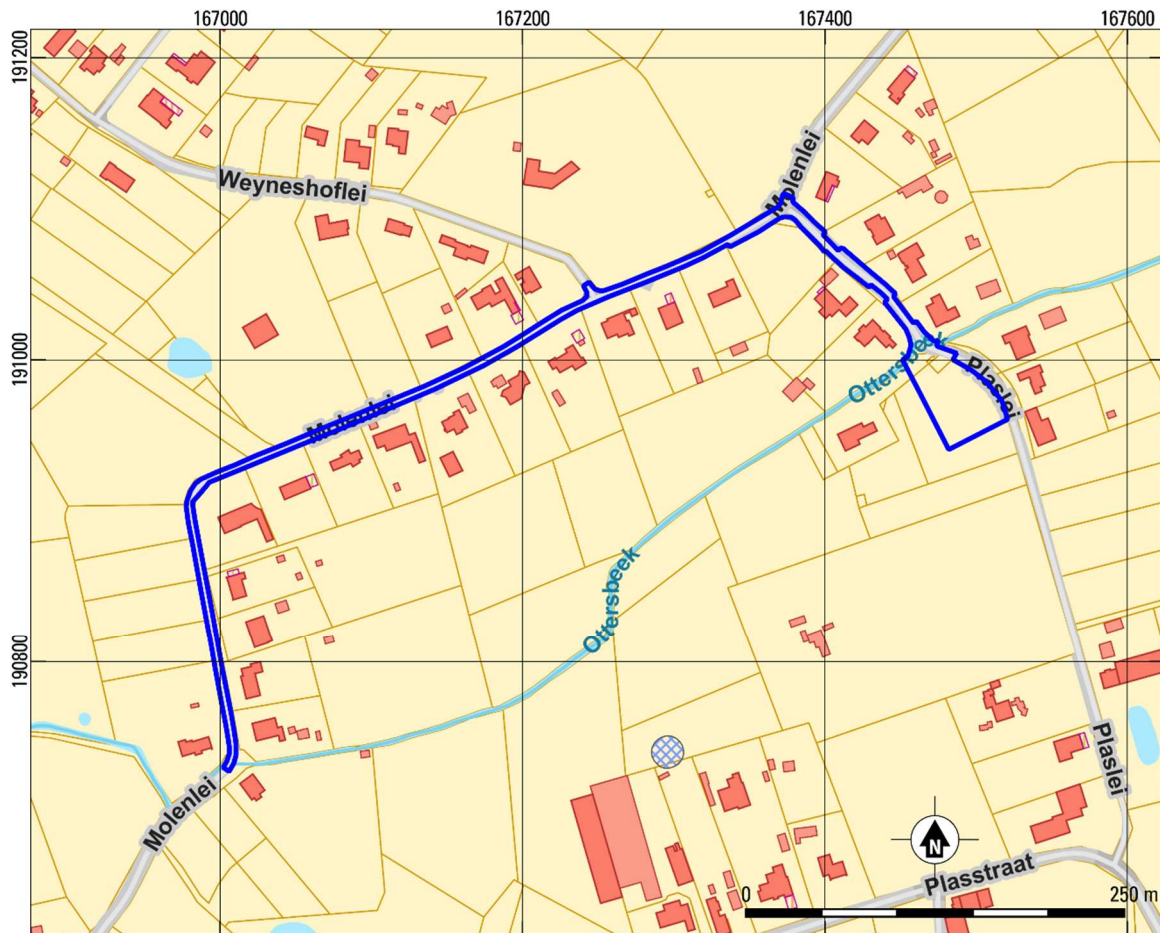 167000
167200
167400
167600
191200
191000
190800
Molenlei
Weyneshoflei
Ottersbeek
Plaslei
Molenlei
Ottersbeek
Plaslei
Molenlei
N
Plasstraat
0
250 m